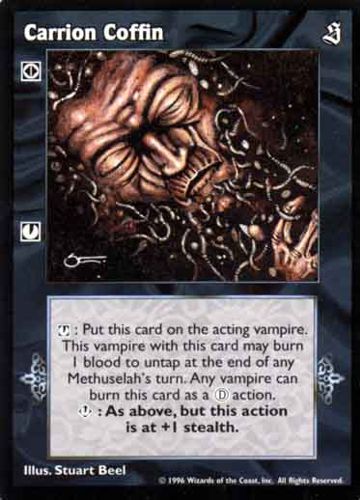 Carrion Coffin
: Put this card on the acting vampire.
This vampire with this card may burn
1 blood to untap at the end of any
Methuselah's turn. Any vampire can
burn this card as a D action.
: As above, but this action
is at +1 stealth.
Illus. Stuart Beel
© 1996 Wizards of the Coast, Inc. All Rights Reserved.